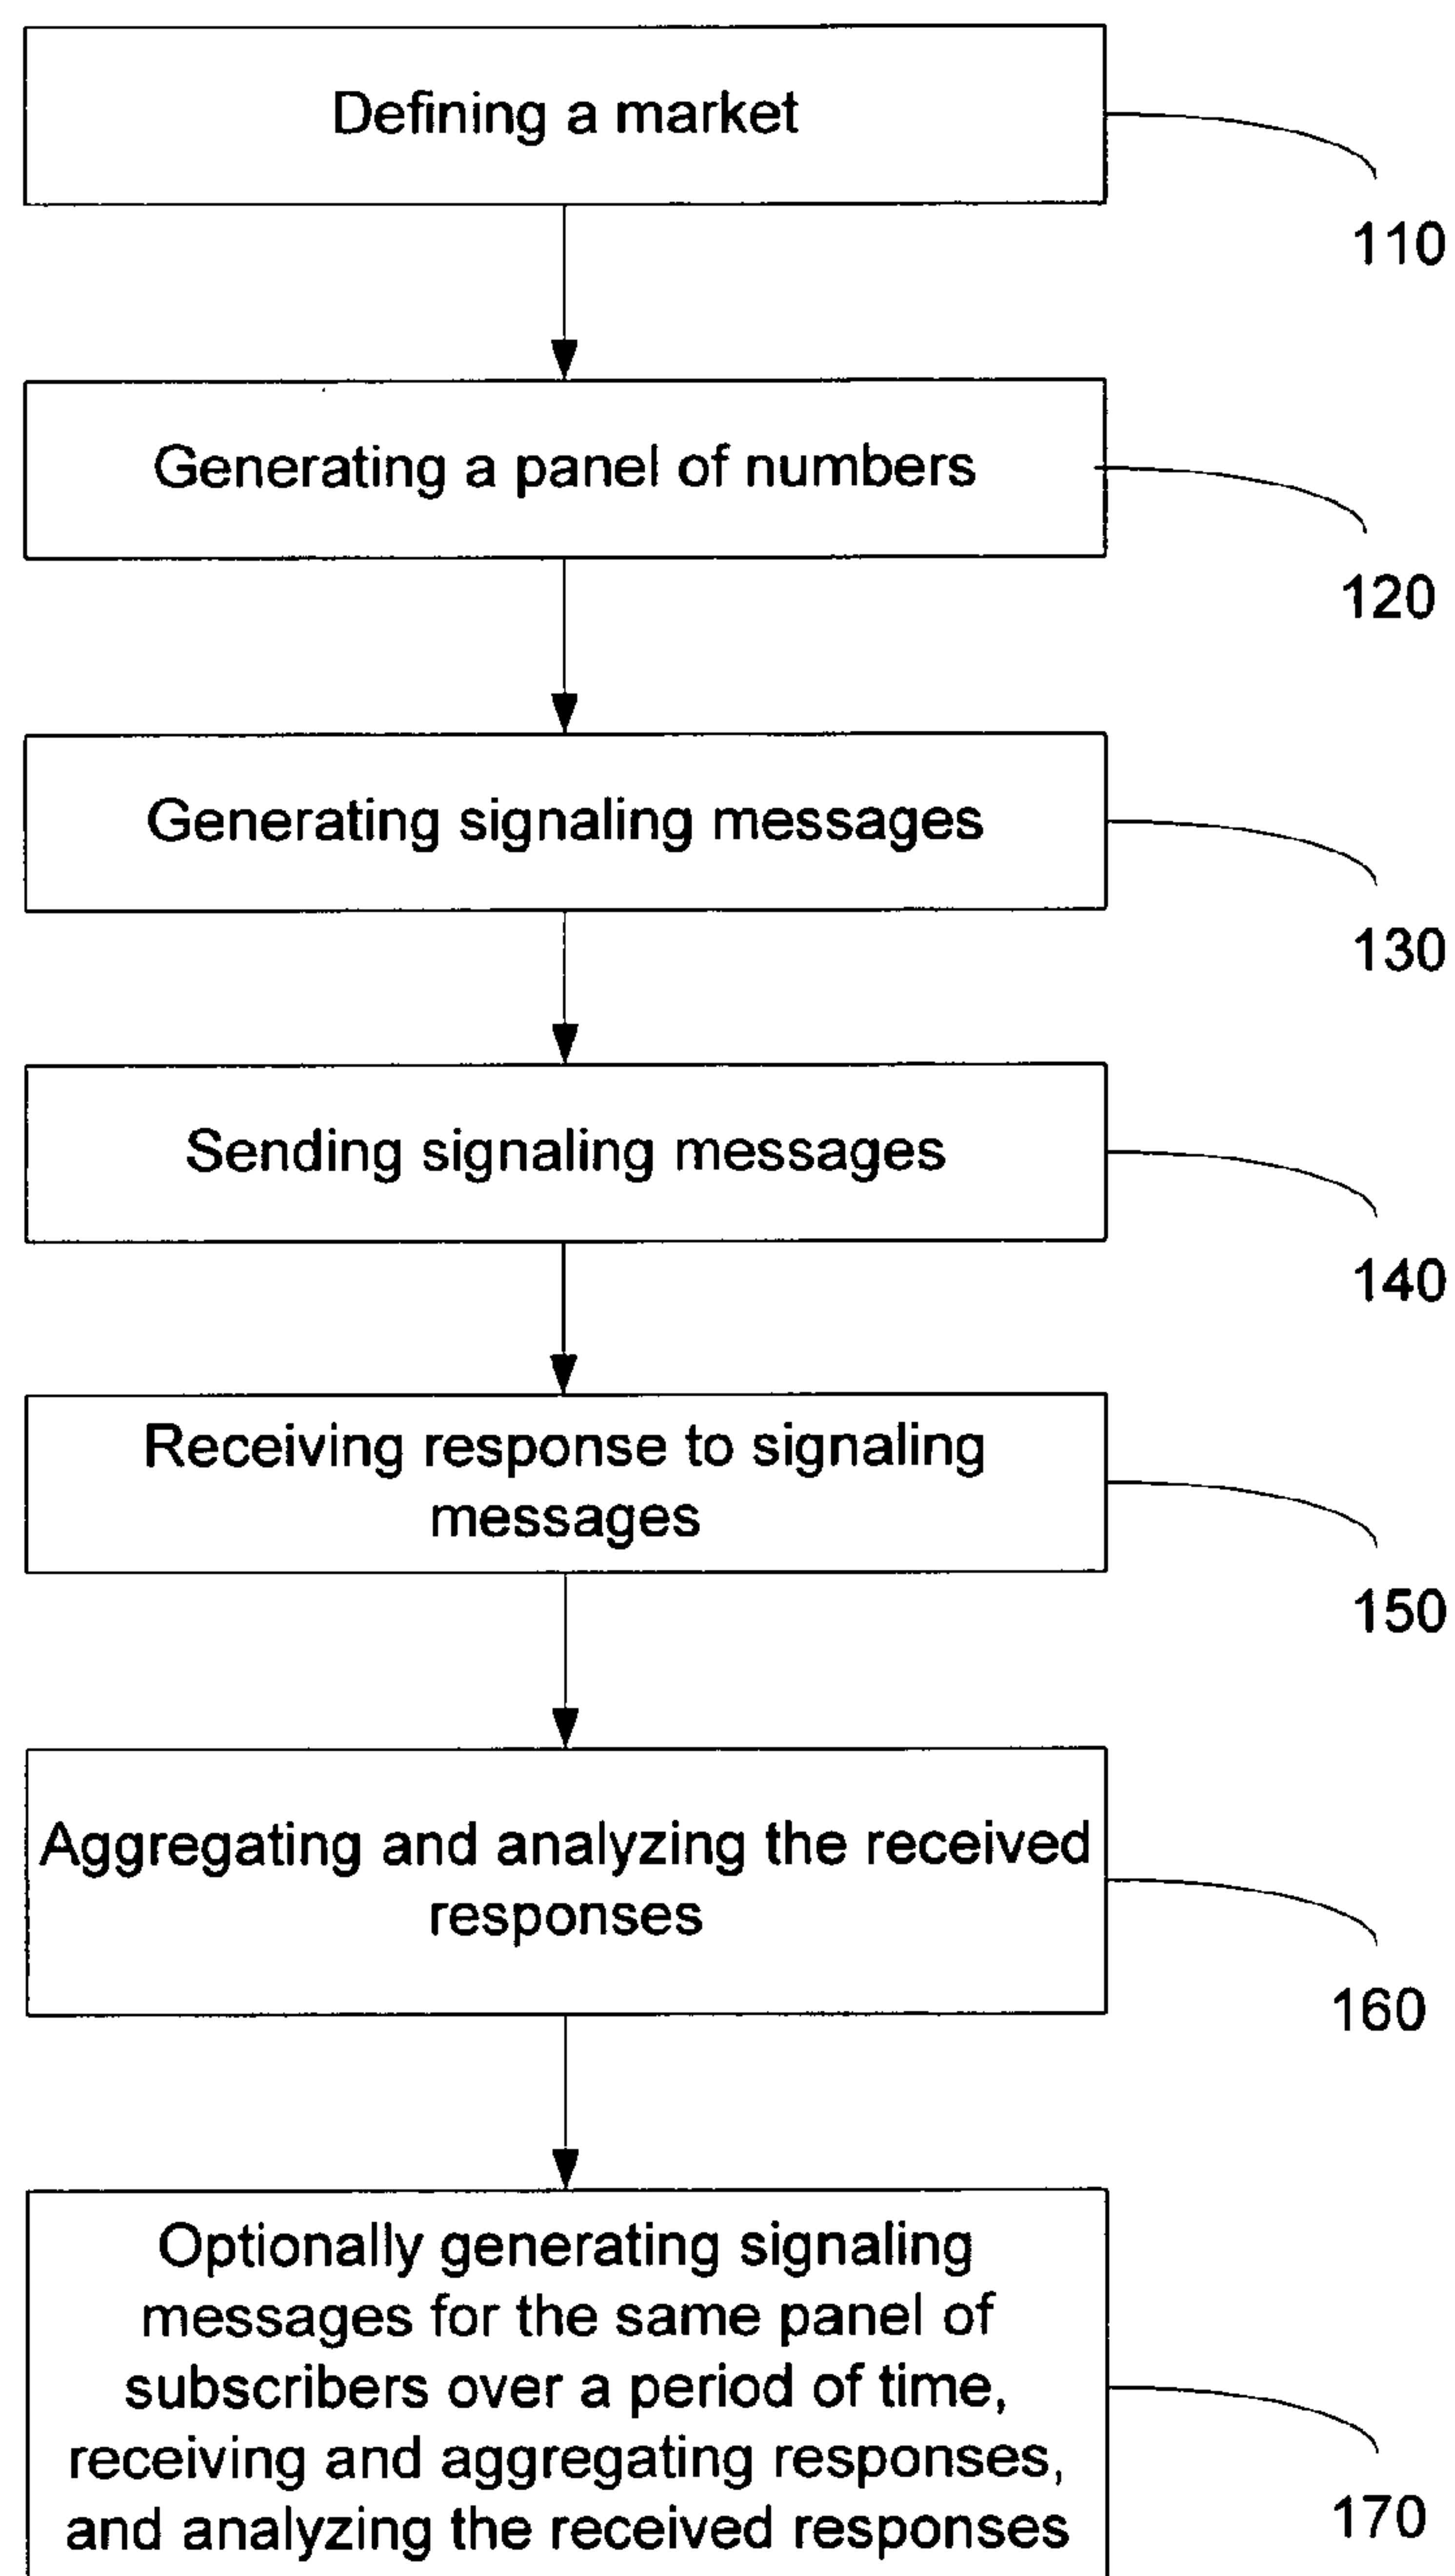 Defining a market
110
Generating a panel of numbers
120
Generating signaling messages
130
Sending signaling messages
140
Receiving response to signaling
messages
150
Aggregating and analyzing the received
responses
160
Optionally generating signaling
messages for the same panel of
subscribers over a period of time,
receiving and aggregating responses,
and analyzing the received responses
170